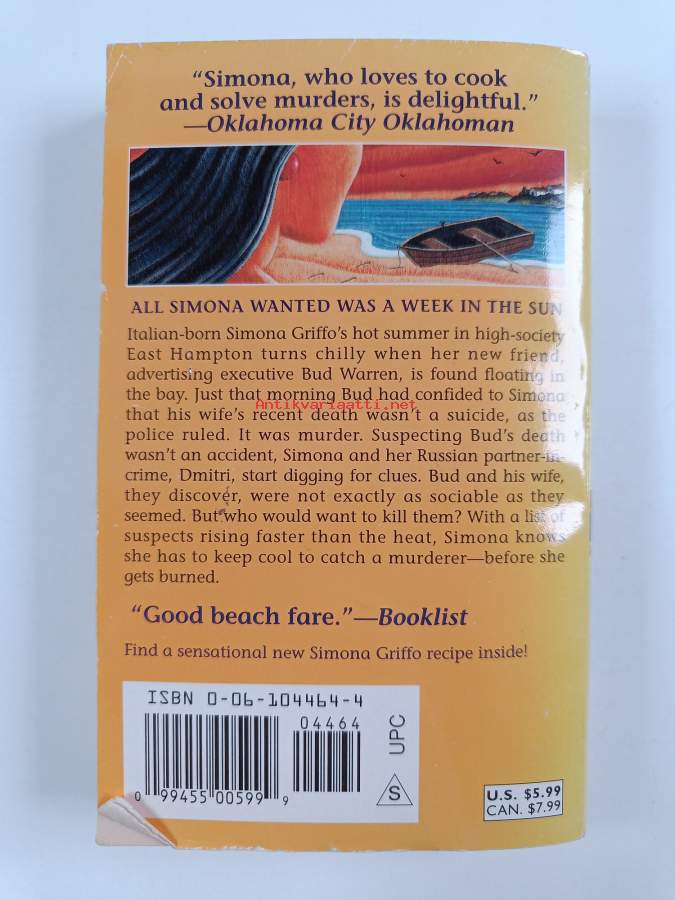 “Simona, who loves to cook
and solve murders, is delightful.”
—Oklahoma City Oklahoman
ALL SIMONA WANTED WAS A WEEK IN THE SUN
Italian-born Simona Griffo’s hot summer in high-society
East Hampton turns chilly when her new friend,
advertising executive Bud Warren, is found floating in
the bay. Just that morning Bud had confided to Simona
Antikvariaatti.net
that his wife’s recent death wasn’t a suicide, as the
police ruled. It was murder. Suspecting Bud’s death
wasn’t an accident, Simona and her Russian partner-in-
crime, Dmitri, start digging for clues. Bud and his wife,
they discover, were not exactly as sociable as they
seemed. But who would want to kill them? With a list of
suspects rising faster than the heat, Simona knows
she has to keep cool to catch a murderer—before she
gets burned.
“Good beach fare.”—Booklist
Find a sensational new Simona Griffo recipe inside!
ISBN 0-06-104464-4
04464
UPC
S
0 99455 00599 9
U.S. $5.99
CAN. $7.99